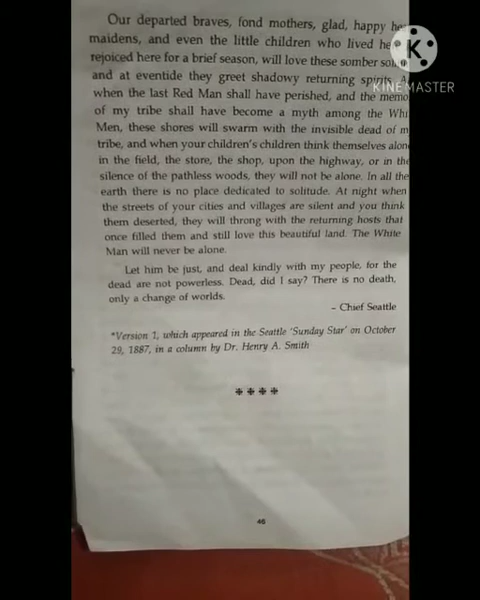 Our departed braves, fond mothers, glad, happy
maidens, and even the little children who lived
rejoiced here for a brief season, will love these somber
and at eventide they greet shadowy returning spirits.
when the last Red Man shall have perished, and the
of my tribe shall have become a myth among the
Men, these shores will swarm with the invisible dead of
tribe, and when your children's children think themselves
in the field, the store, the shop, upon the highway, or in
silence of the pathless woods, they will not be alone. In all the
earth there is no place dedicated to solitude. At night when
the streets of your cities and villages are silent and you think
them deserted, they will throng with the returning hosts that
once filled them and still love this beautiful land. The White
Man will never be alone.
Let him be just, and deal kindly with my people, for the
dead are not powerless. Dead, did I say? There is no death,
only a change of worlds.
– Chief Seattle
*Version 1, which appeared in the Seattle 'Sunday Star' on October
29, 1887, in a column by Dr. Henry A. Smith
46
K
KINEMASTER